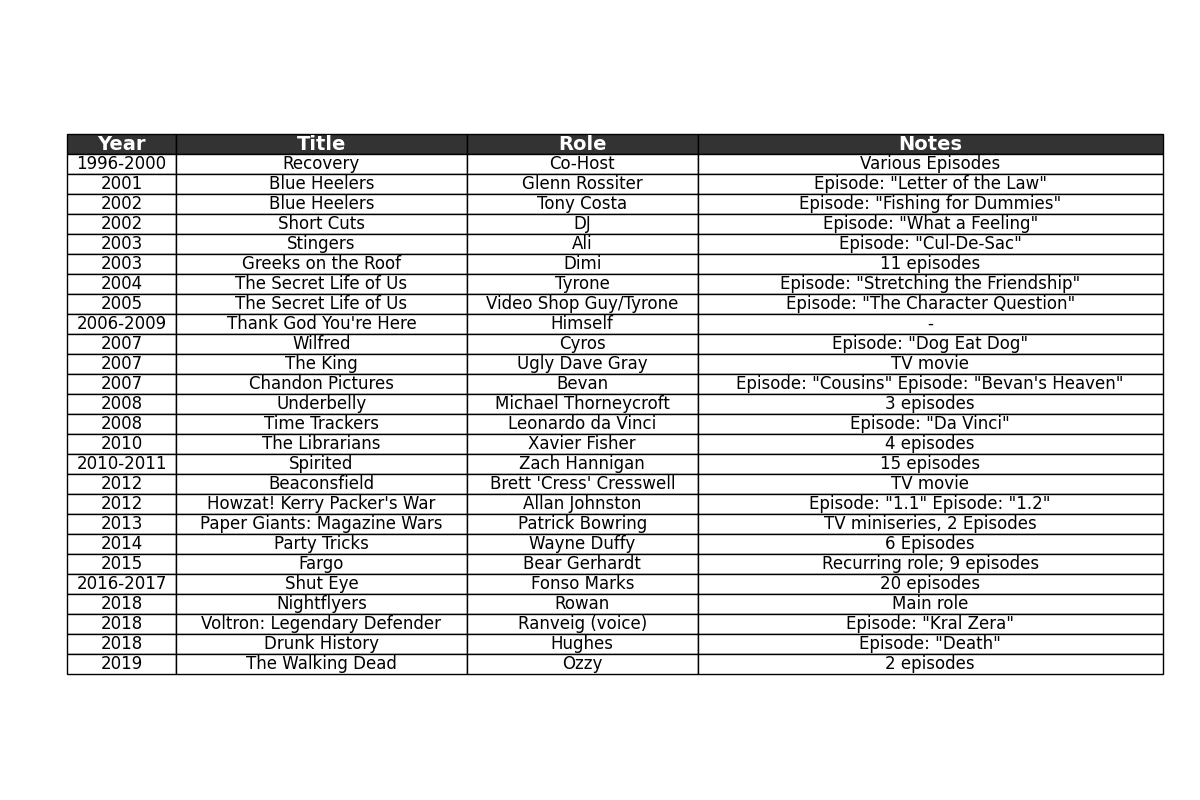 Year Title Role Notes
1996-2000 Recovery Co-Host Various Episodes
2001 Blue Heelers Glenn Rossiter Episode: "Letter of the Law"
2002 Blue Heelers Tony Costa Episode: "Fishing for Dummies"
2002 Short Cuts DJ Episode: "What a Feeling"
2003 Stingers Ali Episode: "Cul-De-Sac"
2003 Greeks on the Roof Dimi 11 episodes
2004 The Secret Life of Us Tyrone Episode: "Stretching the Friendship"
2005 The Secret Life of Us Video Shop Guy/Tyrone Episode: "The Character Question"
2006-2009 Thank God You're Here Himself -
2007 Wilfred Cyros Episode: "Dog Eat Dog"
2007 The King Ugly Dave Gray TV movie
2007 Chandon Pictures Bevan Episode: "Cousins" Episode: "Bevan's Heaven"
2008 Underbelly Michael Thorneycroft 3 episodes
2008 Time Trackers Leonardo da Vinci Episode: "Da Vinci"
2010 The Librarians Xavier Fisher 4 episodes
2010-2011 Spirited Zach Hannigan 15 episodes
2012 Beaconsfield Brett 'Cress' Cresswell TV movie
2012 Howzat! Kerry Packer's War Allan Johnston Episode: "1.1" Episode: "1.2"
2013 Paper Giants: Magazine Wars Patrick Bowring TV miniseries, 2 Episodes
2014 Party Tricks Wayne Duffy 6 Episodes
2015 Fargo Bear Gerhardt Recurring role; 9 episodes
2016-2017 Shut Eye Fonso Marks 20 episodes
2018 Nightflyers Rowan Main role
2018 Voltron: Legendary Defender Ranveig (voice) Episode: "Kral Zera"
2018 Drunk History Hughes Episode: "Death"
2019 The Walking Dead Ozzy 2 episodes